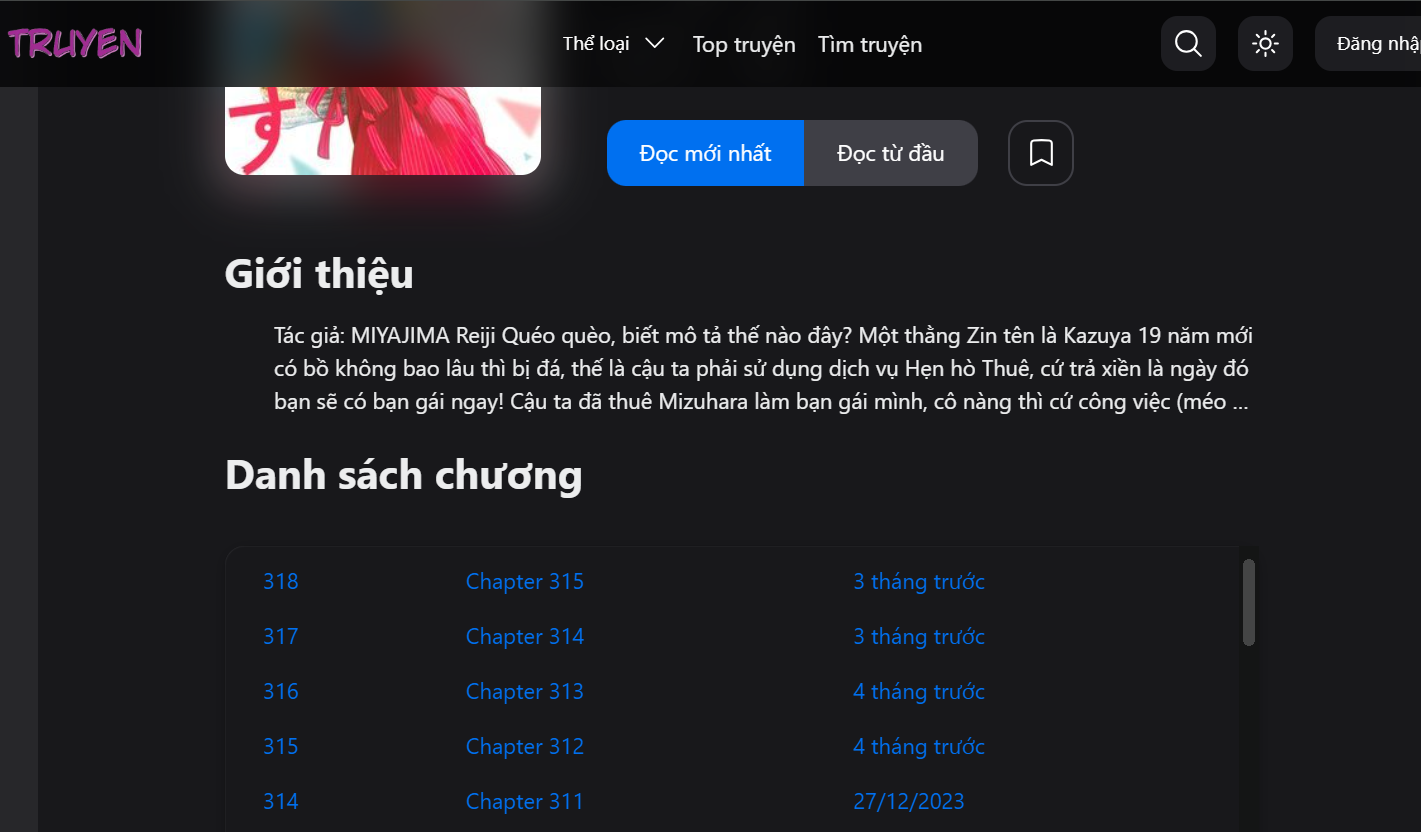 TRUYEN
Thể loại Top truyện Tìm truyện Đăng nhập
す
Đọc mới nhất Đọc từ đầu
Giới thiệu
Tác giả: MIYAJIMA Reiji Quéo quèo, biết mô tả thế nào đây? Một thằng Zin tên là Kazuya 19 năm mới
có bồ không bao lâu thì bị đá, thế là cậu ta phải sử dụng dịch vụ Hẹn hò Thuê, cứ trả xiền là ngày đó
bạn sẽ có bạn gái ngay! Cậu ta đã thuê Mizuhara làm bạn gái mình, cô nàng thì cứ công việc (méo ...
Danh sách chương
318 Chapter 315 3 tháng trước
317 Chapter 314 3 tháng trước
316 Chapter 313 4 tháng trước
315 Chapter 312 4 tháng trước
314 Chapter 311 27/12/2023